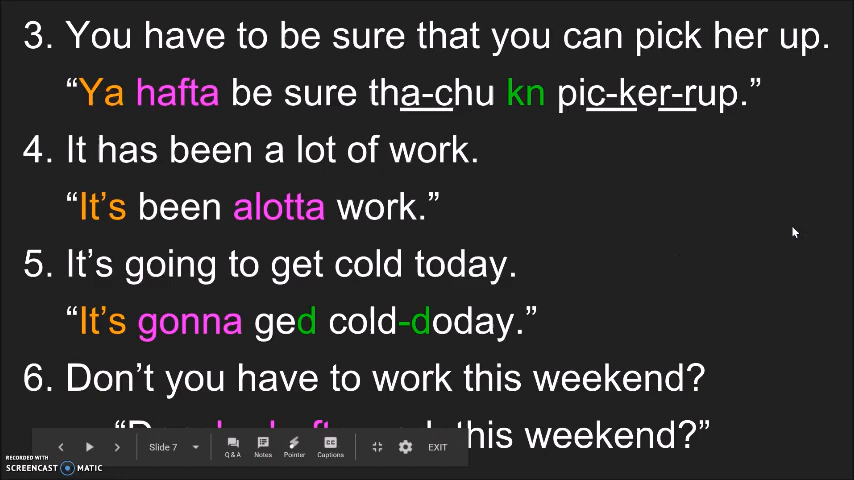 3. You have to be sure that you can pick her up.
“Ya hafta be sure tha-chu kn pic-ker-rup.”
4. It has been a lot of work.
“It’s been alotta work.”
5. It’s going to get cold today.
“It’s gonna ged cold-doday.”
6. Don’t you have to work this weekend?
this weekend?”
Slide 7 Q & A Notes Pointer Captions EXIT
RECORDED WITH
SCREENCAST MATIC